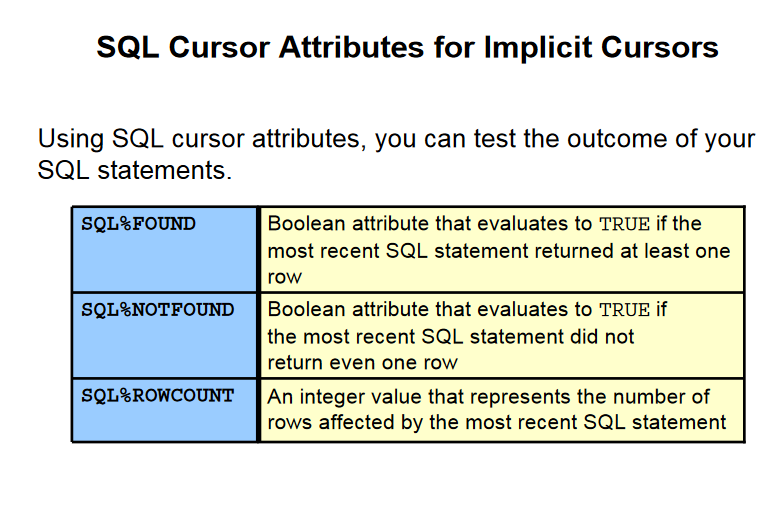 SQL Cursor Attributes for Implicit Cursors
Using SQL cursor attributes, you can test the outcome of your
SQL statements.
SQL%FOUND
Boolean attribute that evaluates to TRUE if the
most recent SQL statement returned at least one
row
SQL%NOTFOUND
Boolean attribute that evaluates to TRUE if
the most recent SQL statement did not
return even one row
SQL%ROWCOUNT
An integer value that represents the number of
rows affected by the most recent SQL statement